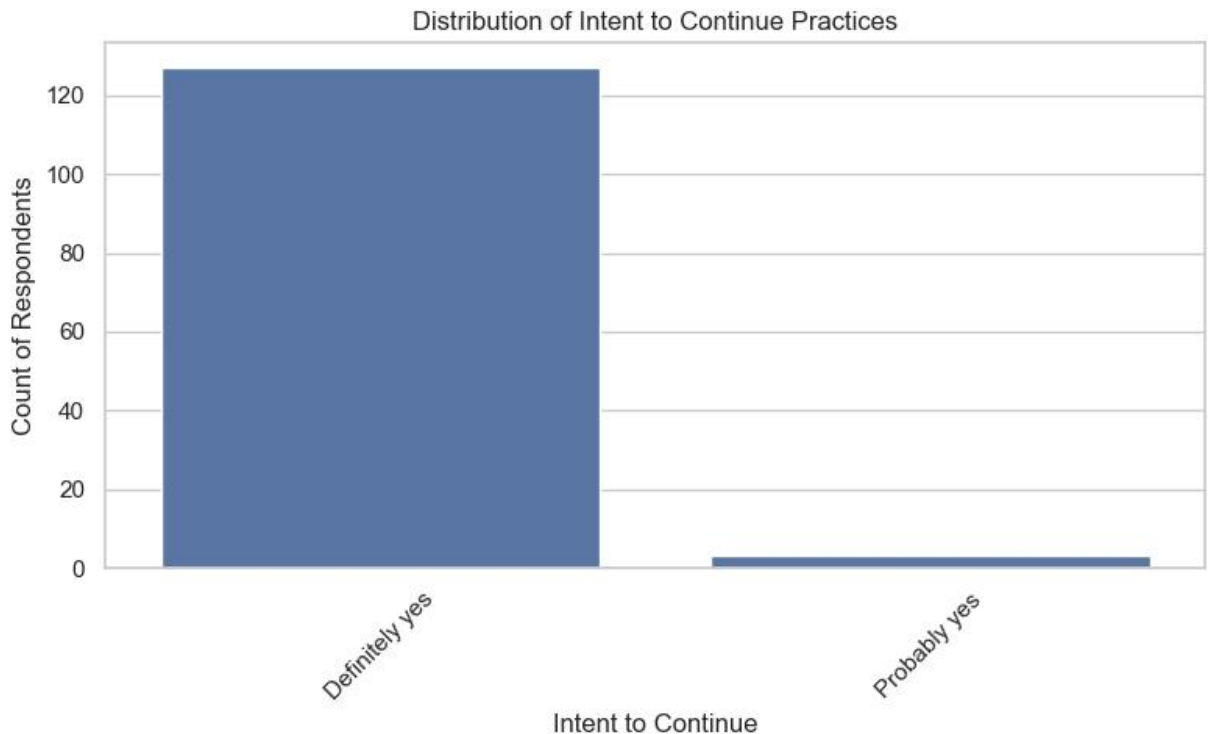 Distribution of Intent to Continue Practices
Count of Respondents
120
100
80
60
40
20
0
Definitely yes
Probably yes
Intent to Continue